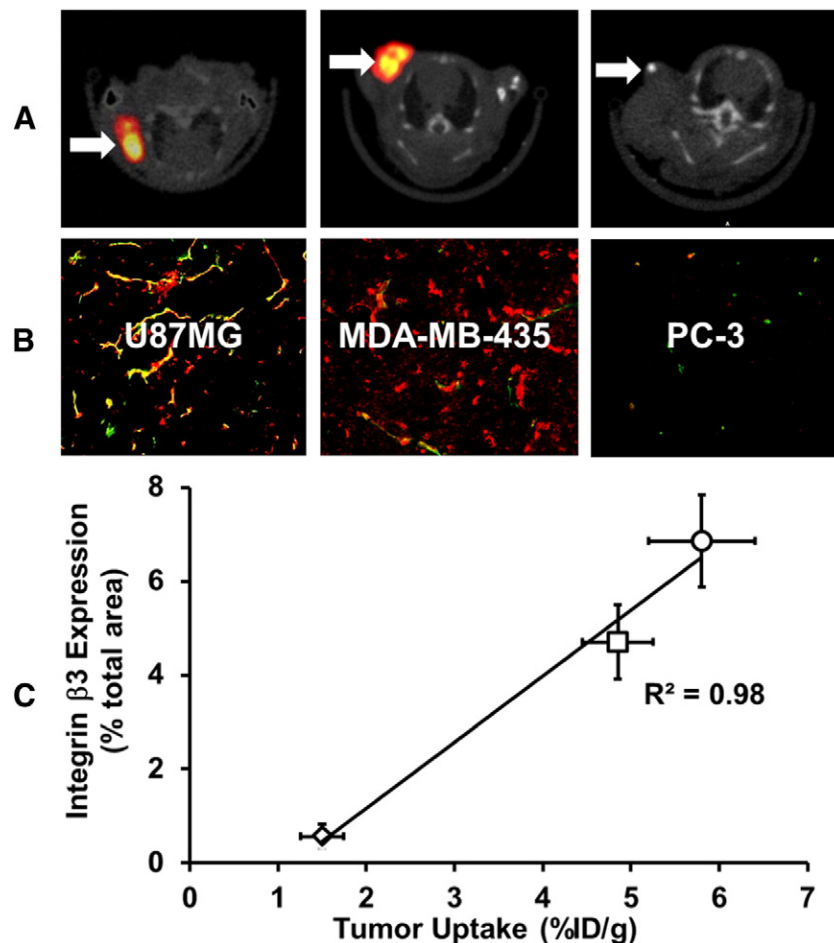 A
B
U87MG
MDA-MB-435
PC-3
C
Integrin β3 Expression
(% total area)
8
6
4
2
0
R² = 0.98
0 1 2 3 4 5 6 7
Tumor Uptake (%ID/g)